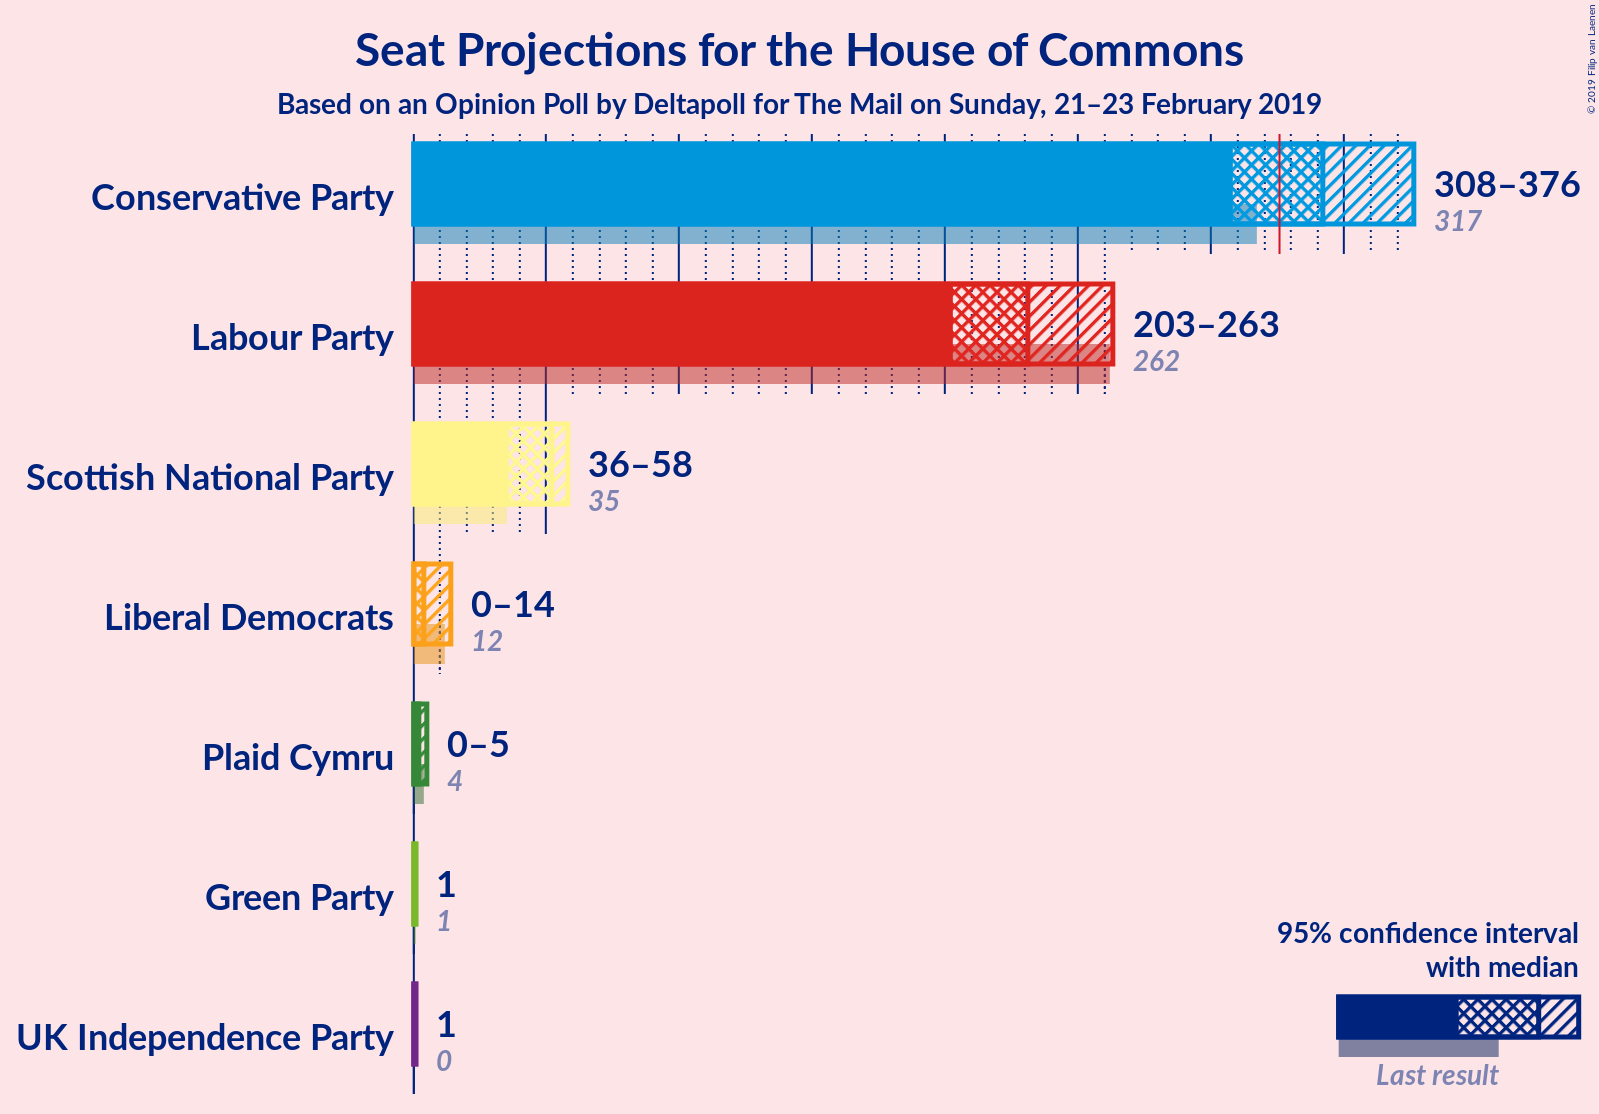 Seat Projections for the House of Commons
Based on an Opinion Poll by Deltapoll for The Mail on Sunday, 21–23 February 2019
© 2019 Filip van Laenen
Conservative Party
308–376
317
Labour Party
203–263
262
Scottish National Party
36–58
35
Liberal Democrats
0–14
12
Plaid Cymru
0–5
4
Green Party
1
1
UK Independence Party
1
0
95% confidence interval
with median
Last result